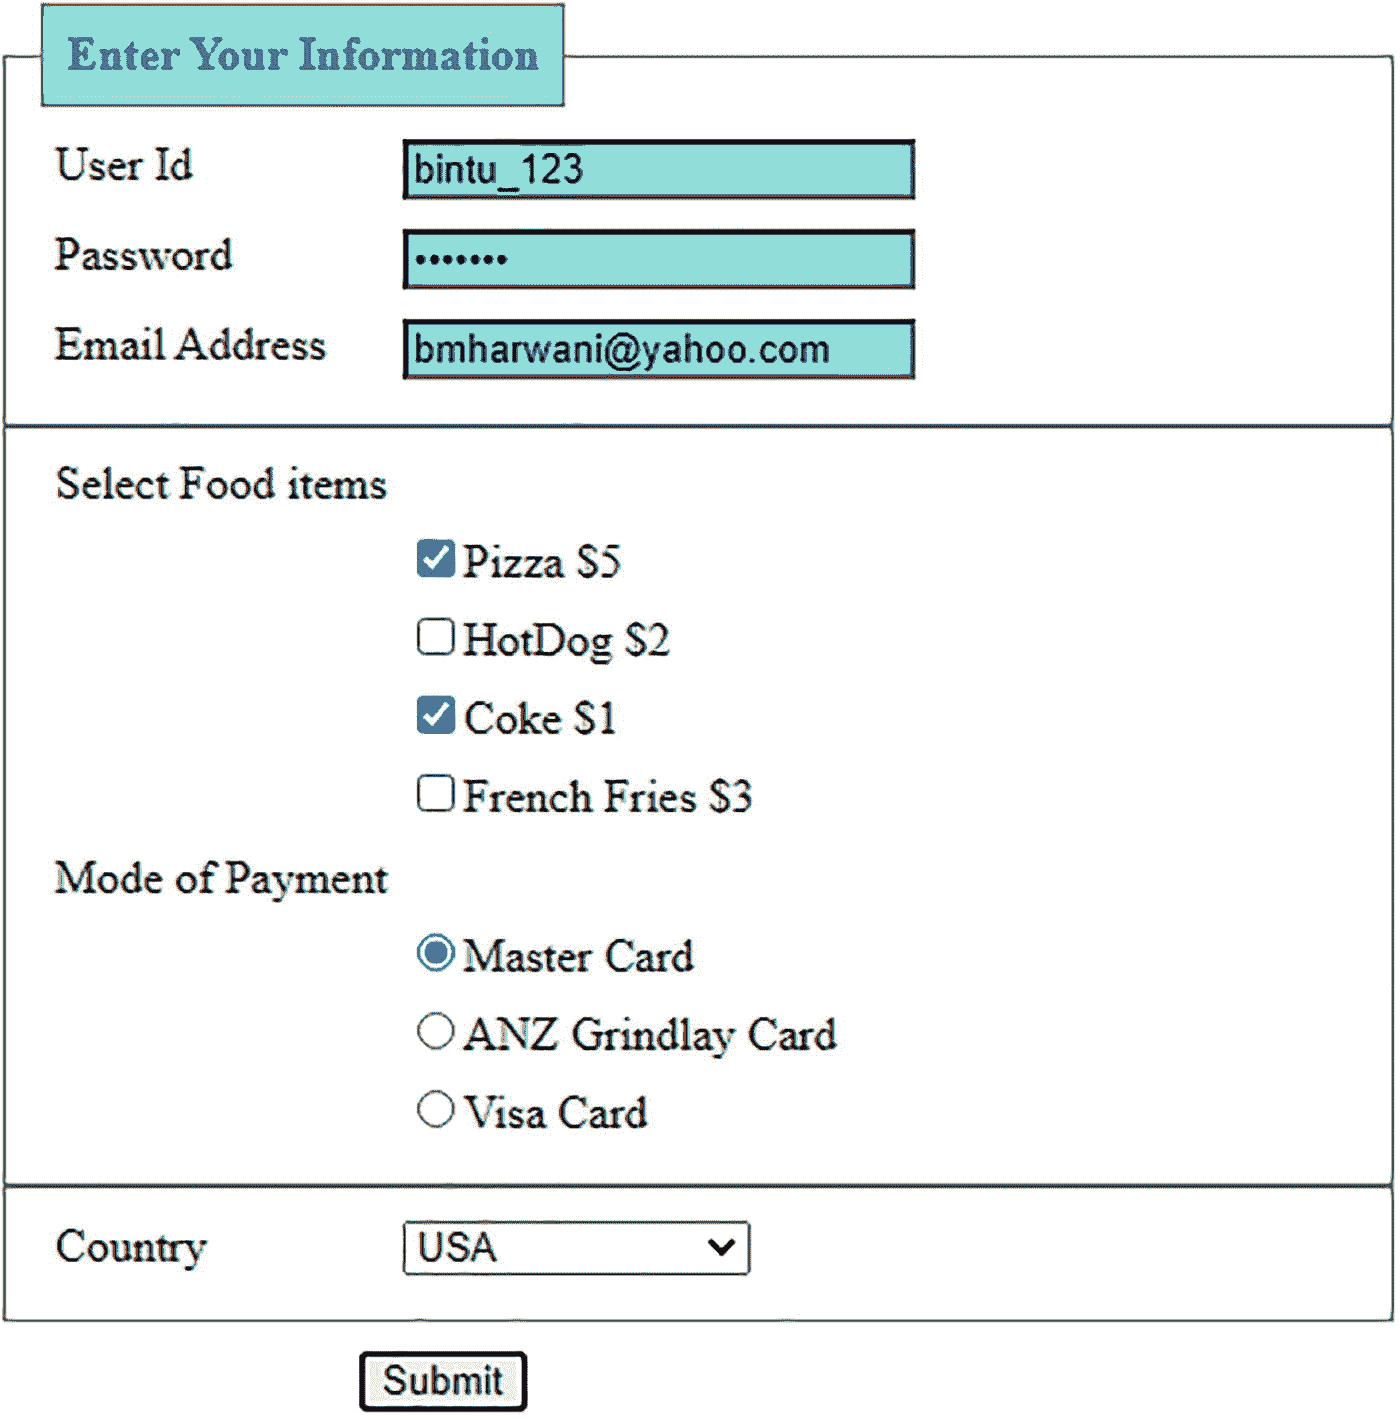 Enter Your Information
User Id bintu_123
Password •••••••
Email Address bmharwani@yahoo.com
Select Food items
Pizza $5
HotDog $2
Coke $1
French Fries $3
Mode of Payment
Master Card
ANZ Grindlay Card
Visa Card
Country USA
Submit